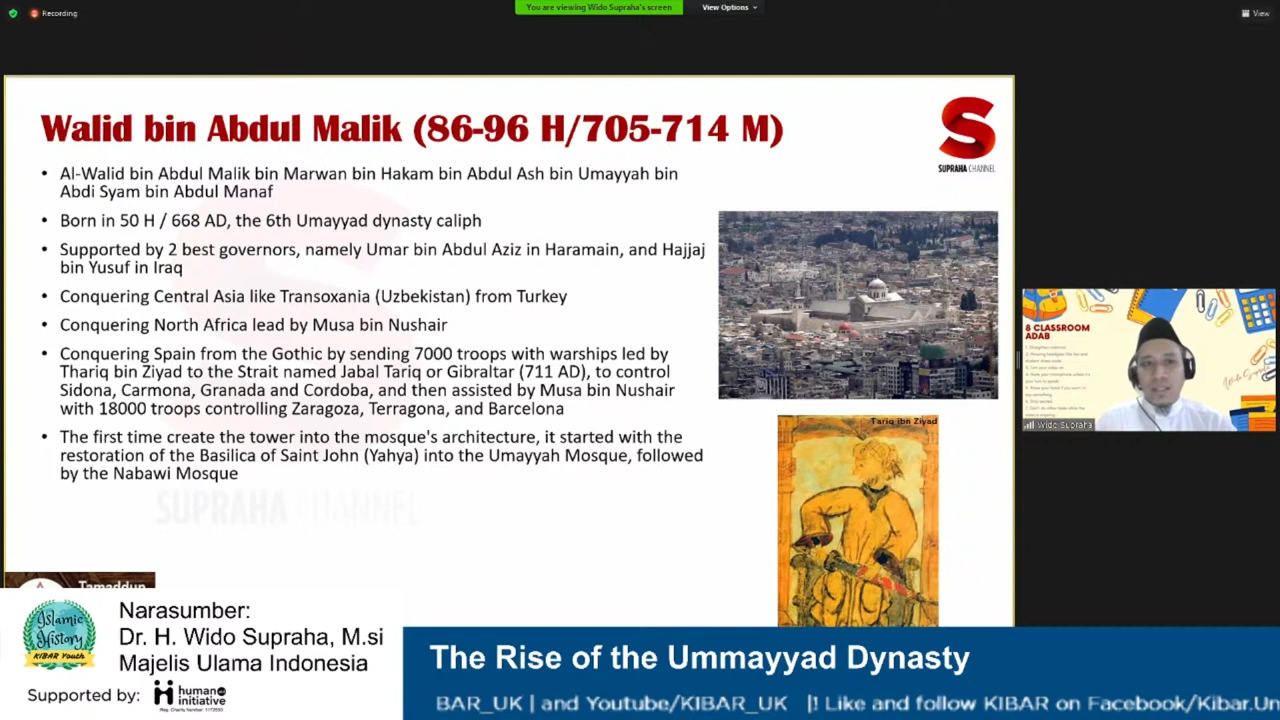 Recording
You are viewing Wido Supraha's screen
View Options
View
Walid bin Abdul Malik (86-96 H/705-714 M)
SUPRAHA CHANNEL
• Al-Walid bin Abdul Malik bin Marwan bin Hakam bin Abdul Ash bin Umayyah bin
Abdi Syam bin Abdul Manaf
• Born in 50 H / 668 AD, the 6th Umayyad dynasty caliph
• Supported by 2 best governors, namely Umar bin Abdul Aziz in Haramain, and Hajjaj
bin Yusuf in Iraq
• Conquering Central Asia like Transoxania (Uzbekistan) from Turkey
• Conquering North Africa lead by Musa bin Nushair
• Conquering Spain from the Gothic by sending 7000 troops with warships led by
Thariq bin Ziyad to the Strait named Jabal Tariq or Gibraltar (711 AD), to control
Sidona, Carmona, Granada and Cordoba and then assisted by Musa bin Nushair
with 18000 troops controlling Zaragoza, Terragona, and Barcelona
• The first time create the tower into the mosque's architecture, it started with the
restoration of the Basilica of Saint John (Yahya) into the Umayyah Mosque, followed
by the Nabawi Mosque
SUPRAHA CHANNEL
Tariq ibn Ziyad
8 CLASSROOM
ADAB
Wido Supraha
Tamaddun
Islamic
History
KIBAR Youth
Narasumber:
Dr. H. Wido Supraha, M.si
Majelis Ulama Indonesia
Supported by:
human
initiative
The Rise of the Ummayyad Dynasty
BAR_UK | and Youtube/KIBAR_UK |! Like and follow KIBAR on Facebook/Kibar.Un